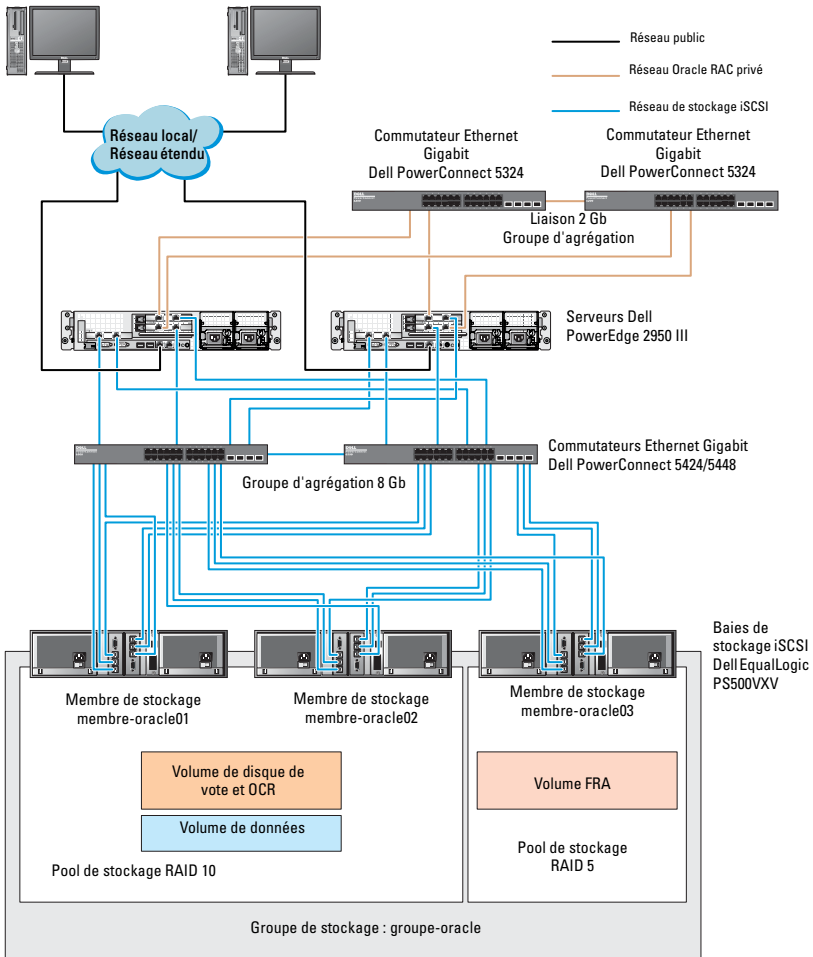 Réseau public
Réseau Oracle RAC privé
Réseau de stockage iSCSI
Réseau local/
Réseau étendu
Commutateur Ethernet
Gigabit
Dell PowerConnect 5324
Commutateur Ethernet
Gigabit
Dell PowerConnect 5324
Liaison 2 Gb
Groupe d'agrégation
Serveurs Dell
PowerEdge 2950 III
Commutateurs Ethernet Gigabit
Dell PowerConnect 5424/5448
Groupe d'agrégation 8 Gb
Baies de
stockage iSCSI
Dell EqualLogic
PS500VXV
Membre de stockage
membre-oracle01
Membre de stockage
membre-oracle02
Membre de stockage
membre-oracle03
Volume de disque de
vote et OCR
Volume de données
Volume FRA
Pool de stockage RAID 10
Pool de stockage
RAID 5
Groupe de stockage : groupe-oracle